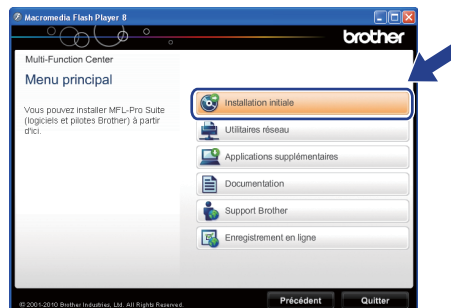 Macromedia Flash Player 8
brother
Multi-Function Center
Menu principal
Vous pouvez installer MFL-Pro Suite
(logiciels et pilotes Brother) à partir
d'ici.
Installation initiale
Utilitaires réseau
Applications supplémentaires
Documentation
Support Brother
Enregistrement en ligne
© 2001-2010 Brother Industries, Ltd. All Rights Reserved.
Précédent
Quitter